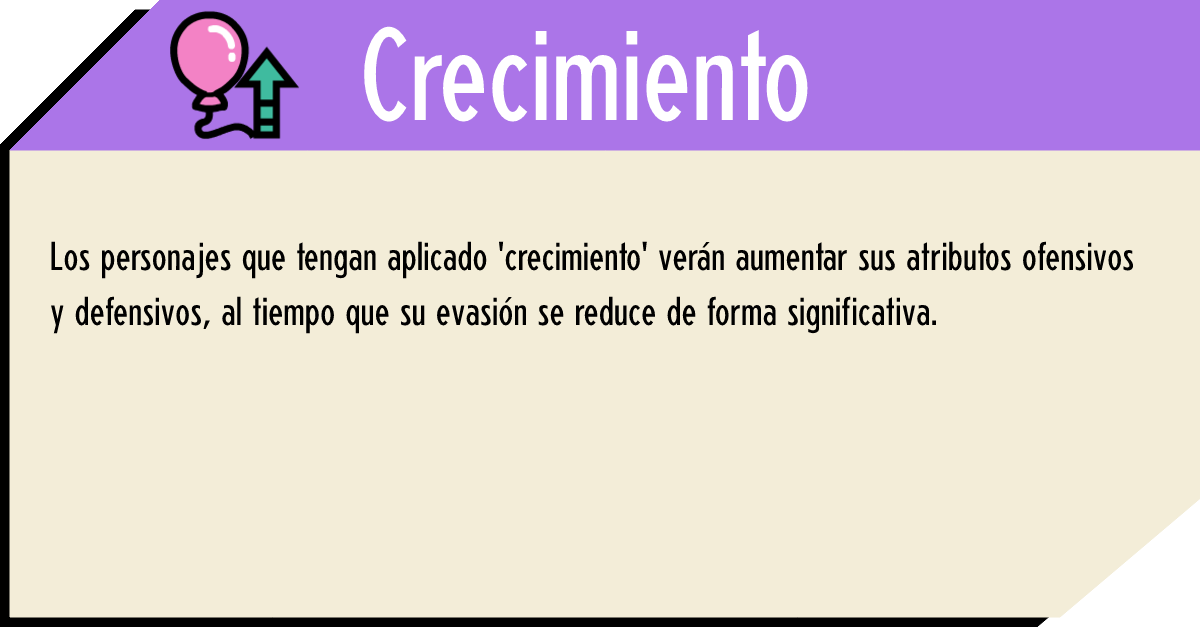 Crecimiento
Los personajes que tengan aplicado 'crecimiento' verán aumentar sus atributos ofensivos
y defensivos, al tiempo que su evasión se reduce de forma significativa.